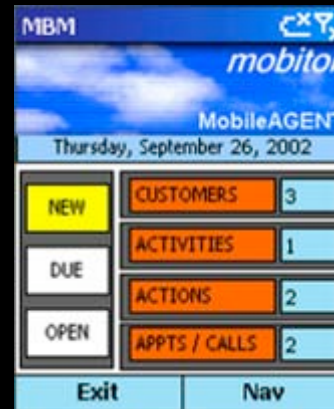 MBM
mobitor
MobileAGENT
Thursday, September 26, 2002
NEW
CUSTOMERS 3
ACTIVITIES 1
DUE
ACTIONS 2
OPEN
APPTS / CALLS 2
Exit Nav